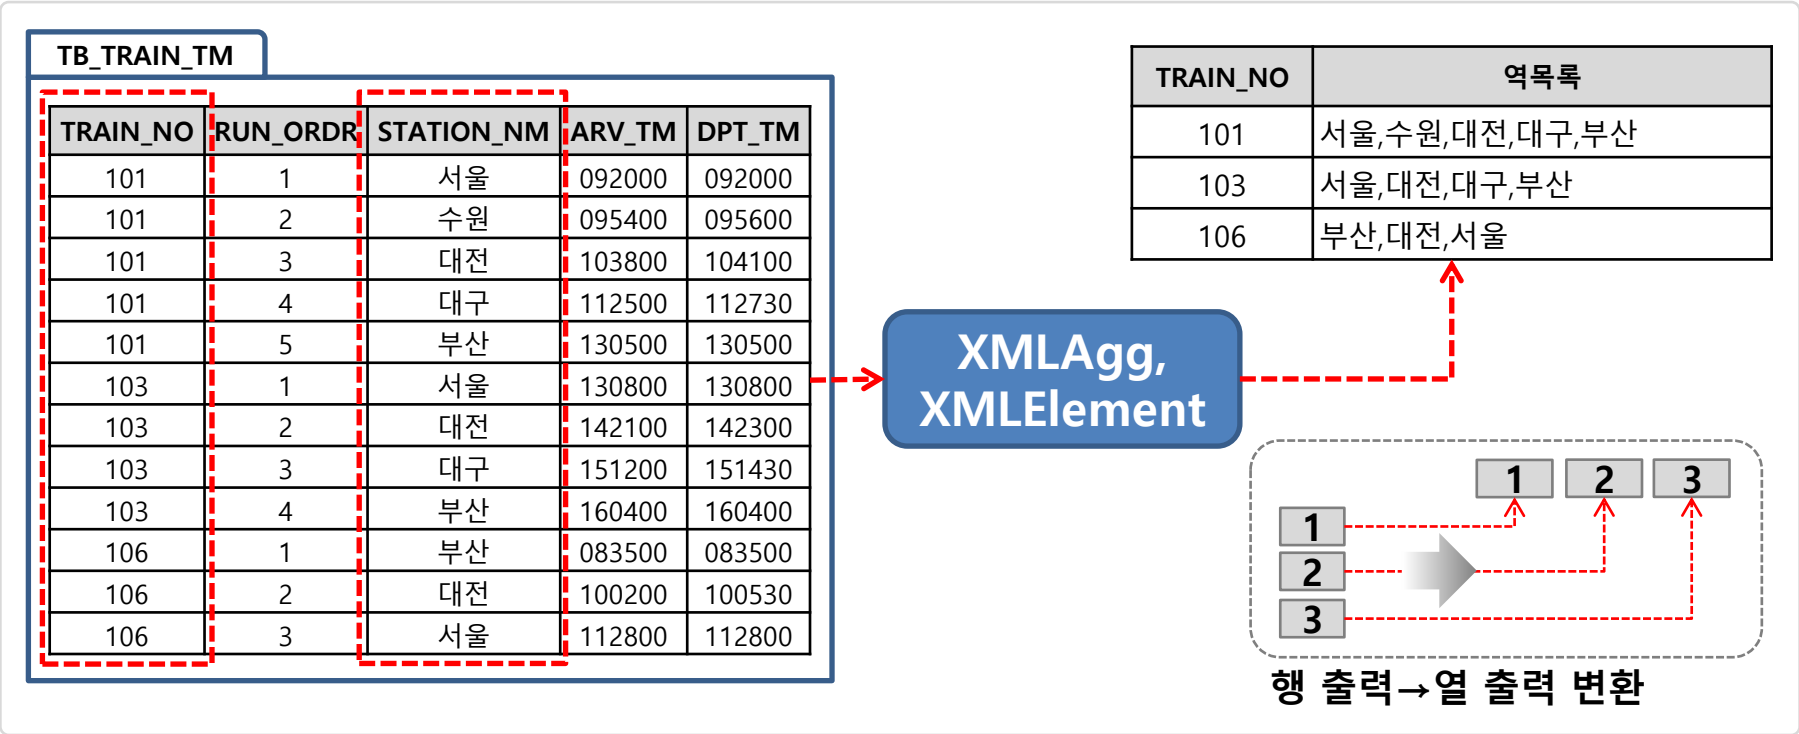 TB_TRAIN_TM
TRAIN_NO RUN_ORDR STATION_NM ARV_TM DPT_TM
101 1 서울 092000 092000
101 2 수원 095400 095600
101 3 대전 103800 104100
101 4 대구 112500 112730
101 5 부산 130500 130500
103 1 서울 130800 130800
103 2 대전 142100 142300
103 3 대구 151200 151430
103 4 부산 160400 160400
106 1 부산 083500 083500
106 2 대전 100200 100530
106 3 서울 112800 112800
XMLAgg,
XMLElement
TRAIN_NO 역목록
101 서울,수원,대전,대구,부산
103 서울,대전,대구,부산
106 부산,대전,서울
1 2 3
1
2
3
행 출력→열 출력 변환